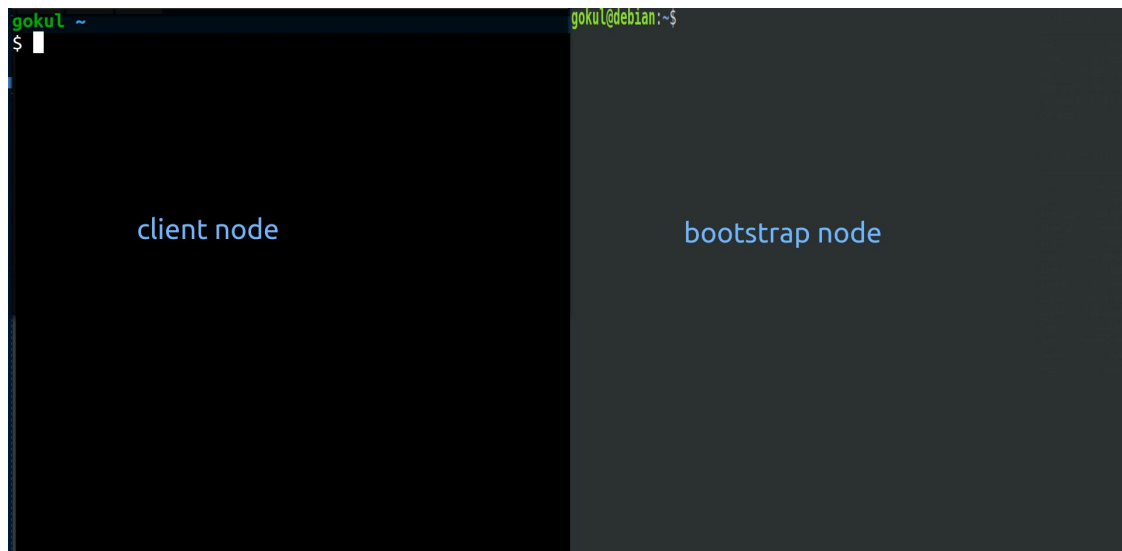 gokul ~
$
client node
gokul@debian:~$
bootstrap node